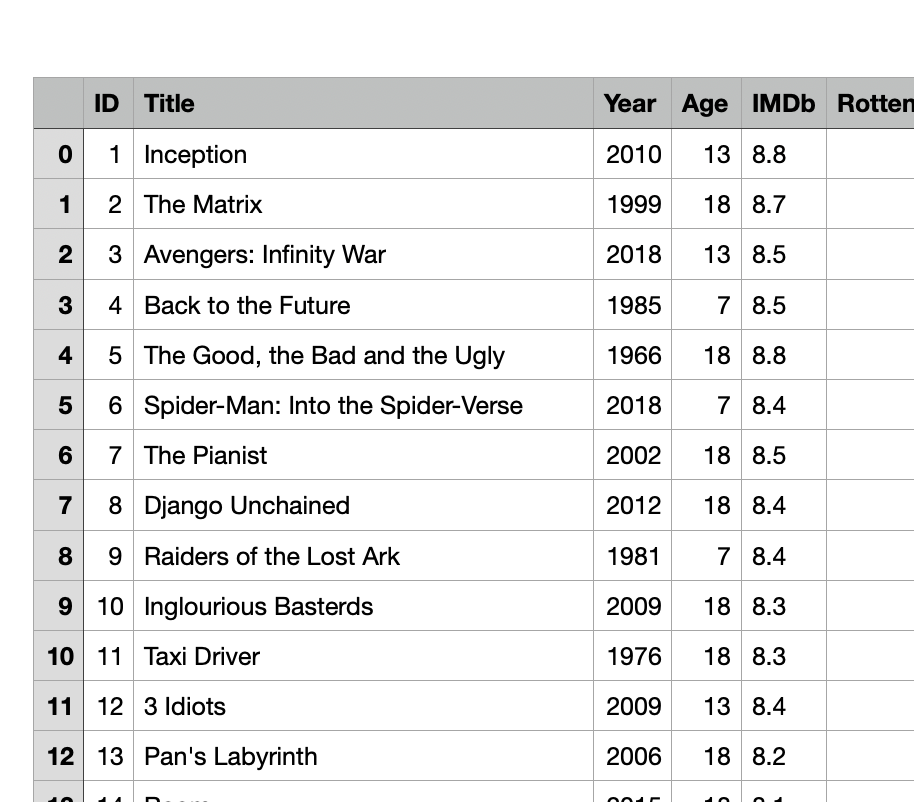 ID Title Year Age IMDb Rotten
0 1 Inception 2010 13 8.8
1 2 The Matrix 1999 18 8.7
2 3 Avengers: Infinity War 2018 13 8.5
3 4 Back to the Future 1985 7 8.5
4 5 The Good, the Bad and the Ugly 1966 18 8.8
5 6 Spider-Man: Into the Spider-Verse 2018 7 8.4
6 7 The Pianist 2002 18 8.5
7 8 Django Unchained 2012 18 8.4
8 9 Raiders of the Lost Ark 1981 7 8.4
9 10 Inglourious Basterds 2009 18 8.3
10 11 Taxi Driver 1976 18 8.3
11 12 3 Idiots 2009 13 8.4
12 13 Pan's Labyrinth 2006 18 8.2